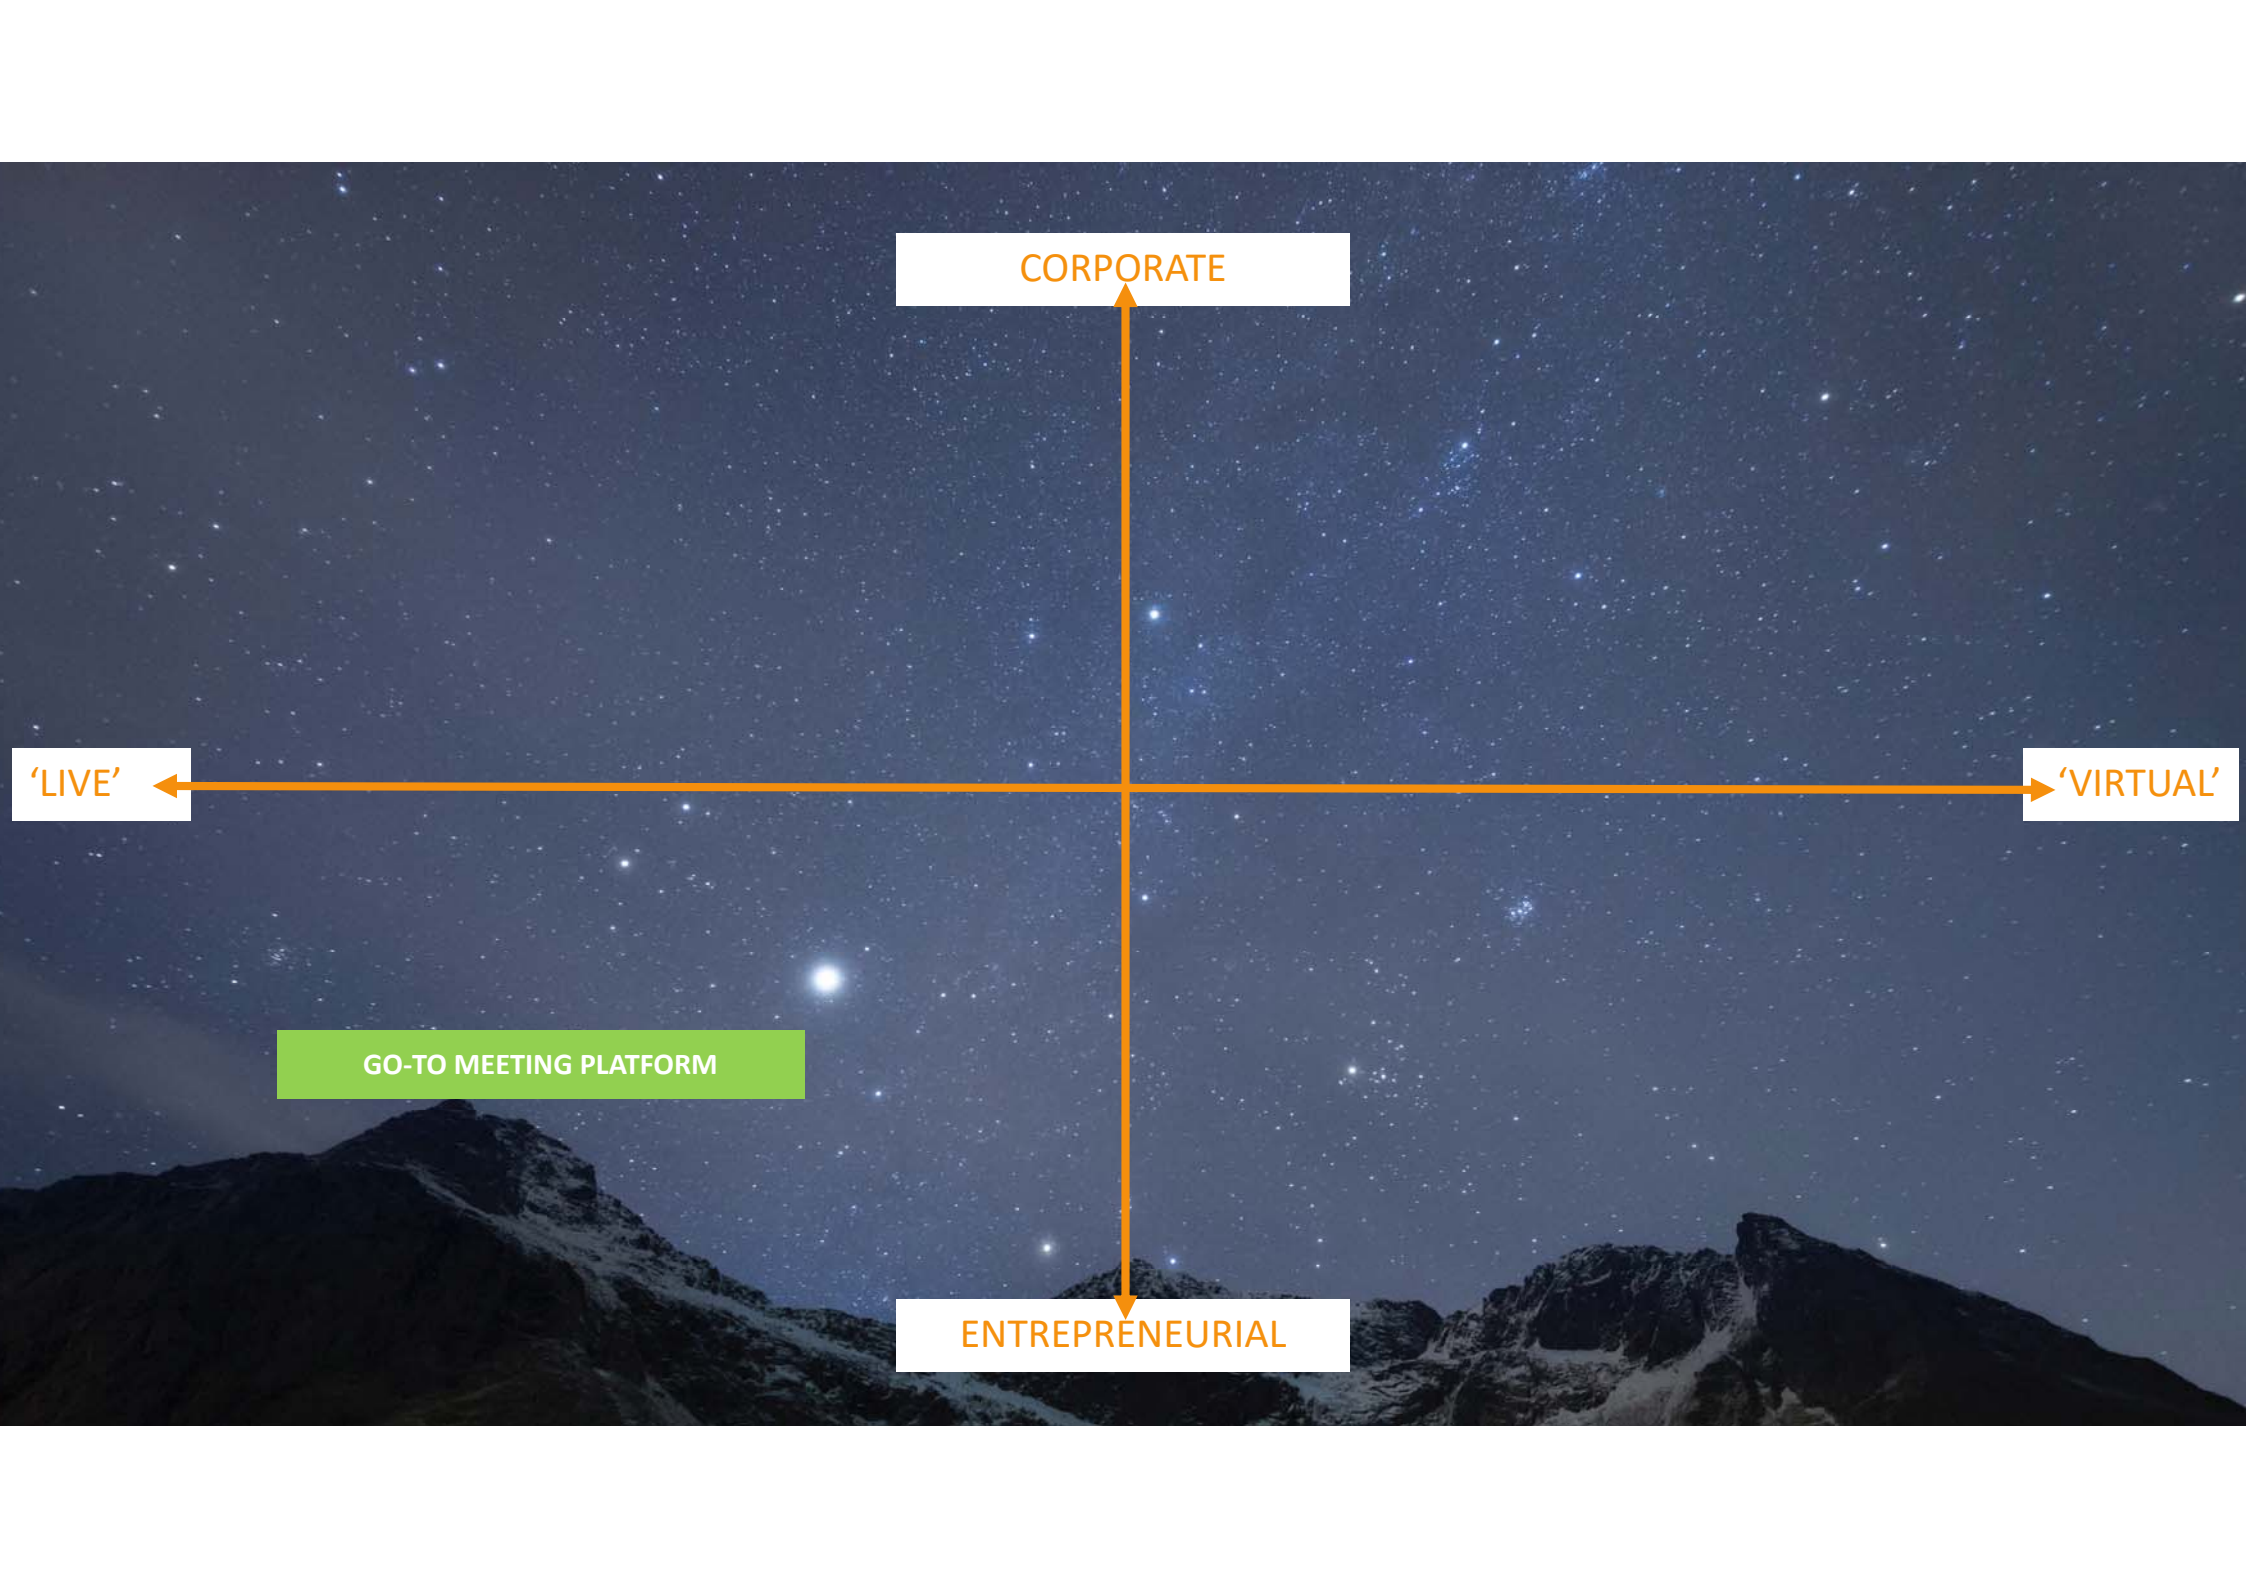 CORPORATE
‘LIVE’
‘VIRTUAL’
GO-TO MEETING PLATFORM
ENTREPRENEURIAL